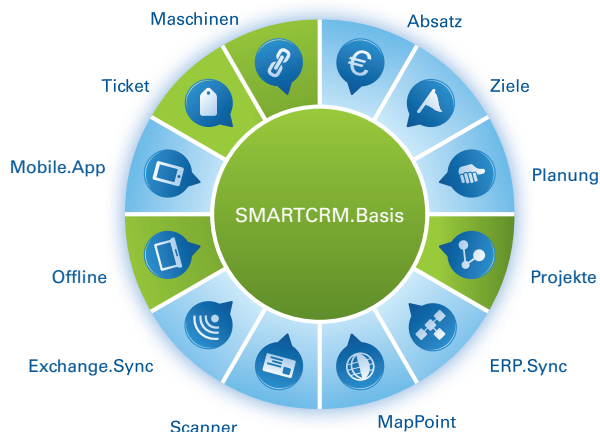 Maschinen
Absatz
Ticket
Ziele
Mobile.App
Planung
SMARTCRM.Basis
Offline
Projekte
Exchange.Sync
ERP.Sync
Scanner
MapPoint